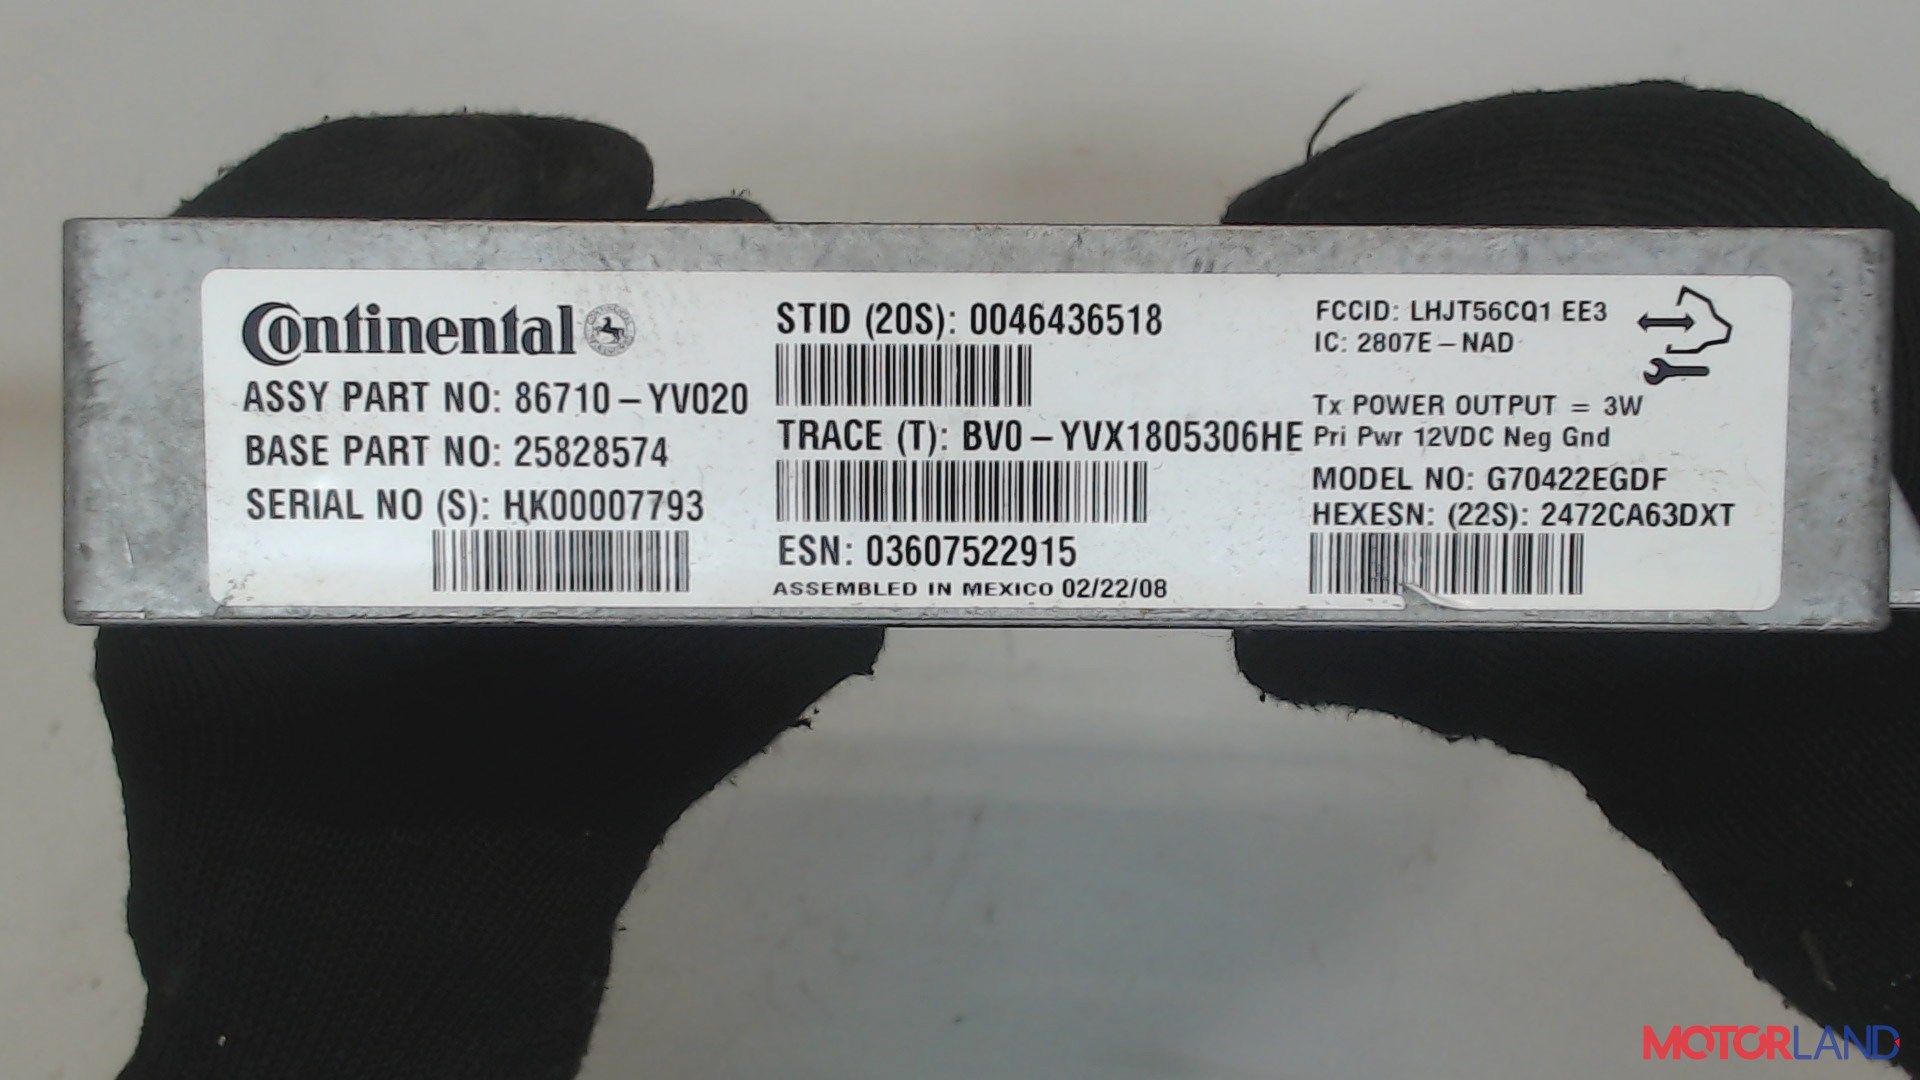 Continental
ASSY PART NO: 86710-YV020
BASE PART NO: 25828574
SERIAL NO (S): HK00007793
STID (20S): 0046436518
TRACE (T): BV0-YVX1805306HE
ESN: 03607522915
ASSEMBLED IN MEXICO 02/22/08
FCCID: LHJT56CQ1 EE3
IC: 2807E-NAD
Tx POWER OUTPUT = 3W
Pri Pwr 12VDC Neg Gnd
MODEL NO: G70422EGDF
HEXESN: (22S): 2472CA63DXT
MOTORLAND